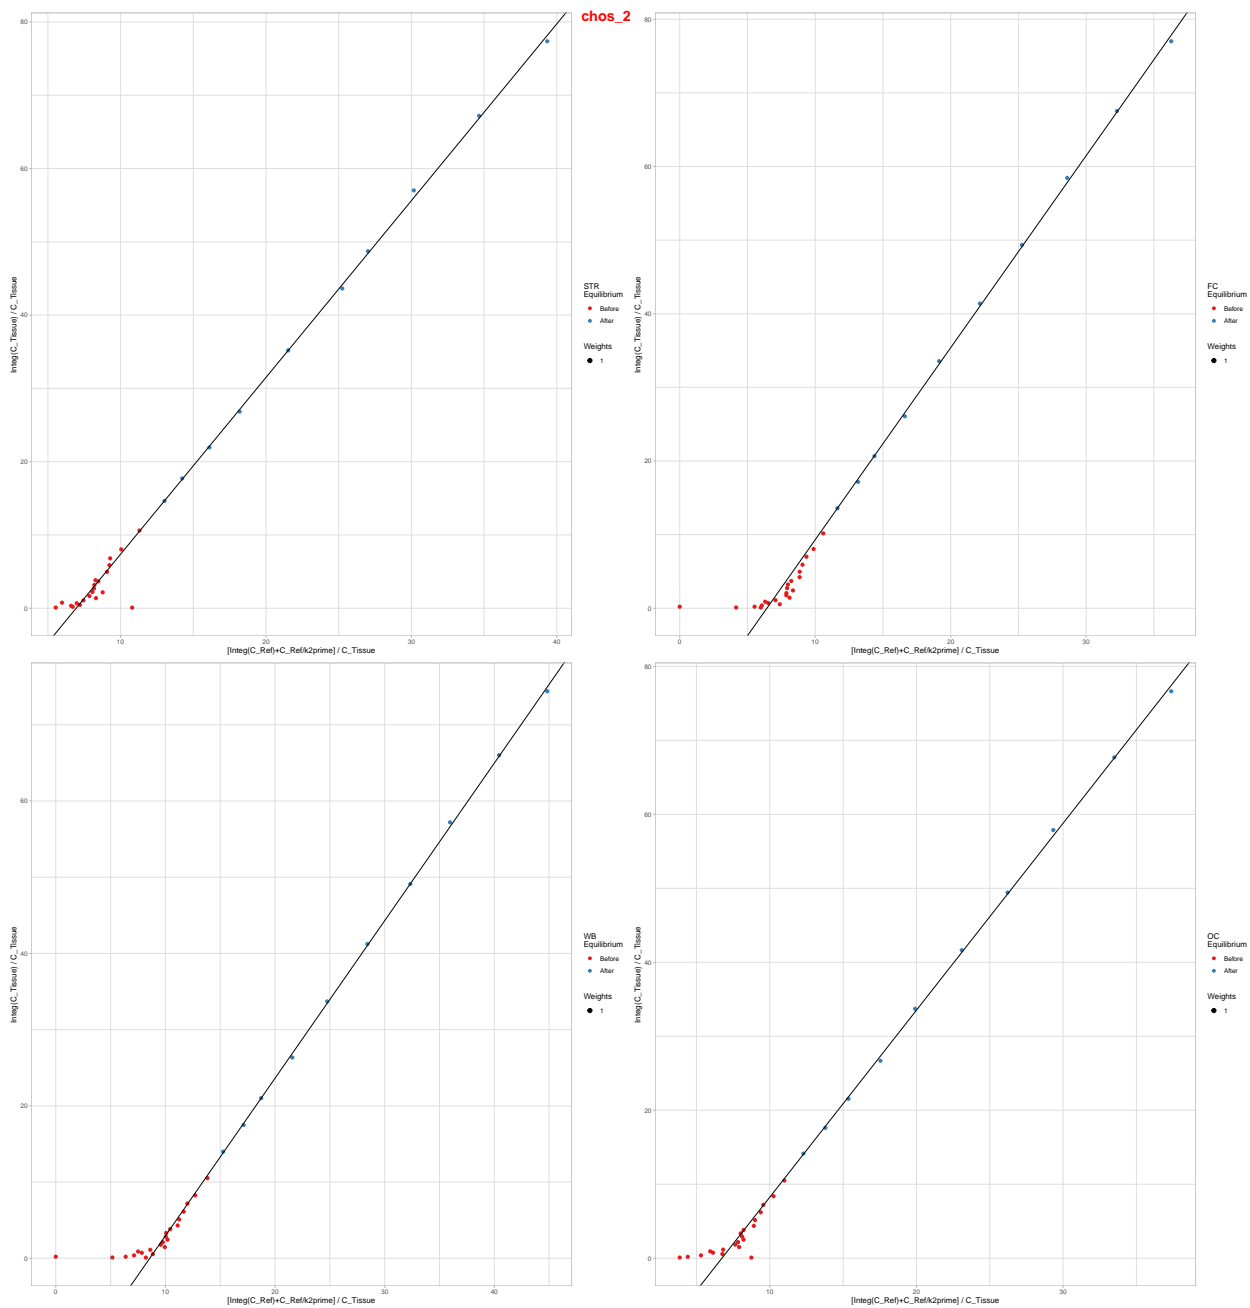 chos_2
80
60
40
20
0
Integ(C_Tissue) / C_Tissue
10
20
30
40
[Integ(C_Ref)+C_Ref/k2prime] / C_Tissue
STR
Equilibrium
Before
After
Weights
1
80
60
40
20
0
Integ(C_Tissue) / C_Tissue
0
10
20
30
[Integ(C_Ref)+C_Ref/k2prime] / C_Tissue
FC
Equilibrium
Before
After
Weights
1
60
40
20
0
Integ(C_Tissue) / C_Tissue
0
10
20
30
40
[Integ(C_Ref)+C_Ref/k2prime] / C_Tissue
WB
Equilibrium
Before
After
Weights
1
80
60
40
20
0
Integ(C_Tissue) / C_Tissue
10
20
30
[Integ(C_Ref)+C_Ref/k2prime] / C_Tissue
OC
Equilibrium
Before
After
Weights
1